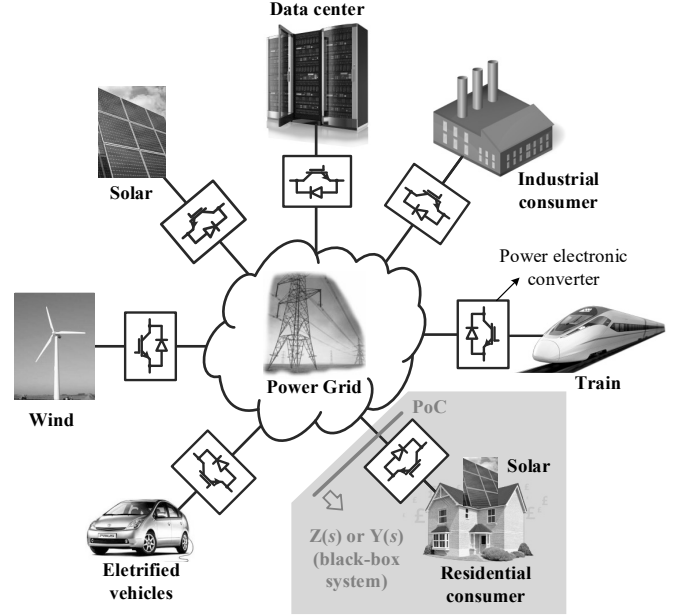 Data center
Solar
Industrial
consumer
Power electronic
converter
Power Grid
Wind
Train
PoC
Solar
Z(s) or Y(s)
(black-box
system)
Eletrified
vehicles
Residential
consumer